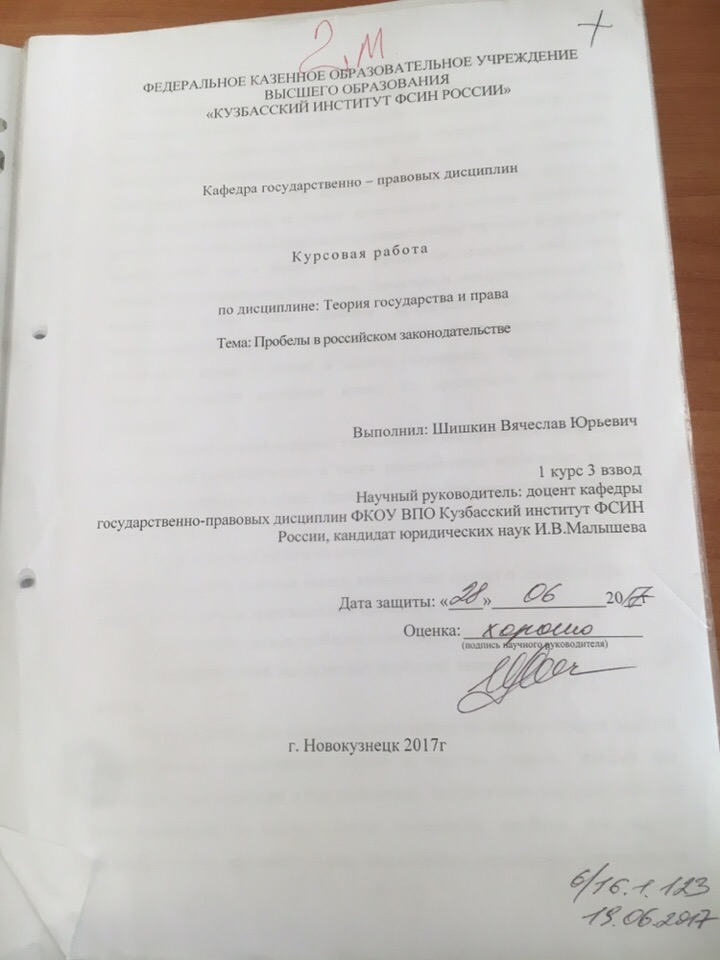 2 м
ФЕДЕРАЛЬНОЕ КАЗЕННОЕ ОБРАЗОВАТЕЛЬНОЕ УЧРЕЖДЕНИЕ
ВЫСШЕГО ОБРАЗОВАНИЯ
«КУЗБАССКИЙ ИНСТИТУТ ФСИН РОССИИ»
Кафедра государственно – правовых дисциплин
Курсовая работа
по дисциплине: Теория государства и права
Тема: Пробелы в российском законодательстве
Выполнил: Шишкин Вячеслав Юрьевич
1 курс 3 взвод
Научный руководитель: доцент кафедры
государственно-правовых дисциплин ФКОУ ВПО Кузбасский институт ФСИН
России, кандидат юридических наук И.В.Малышева
Дата защиты: «28» 06 2017
Оценка: хорошо
(подпись научного руководителя)
г. Новокузнецк 2017г
6/16.1.123
19.06.2017